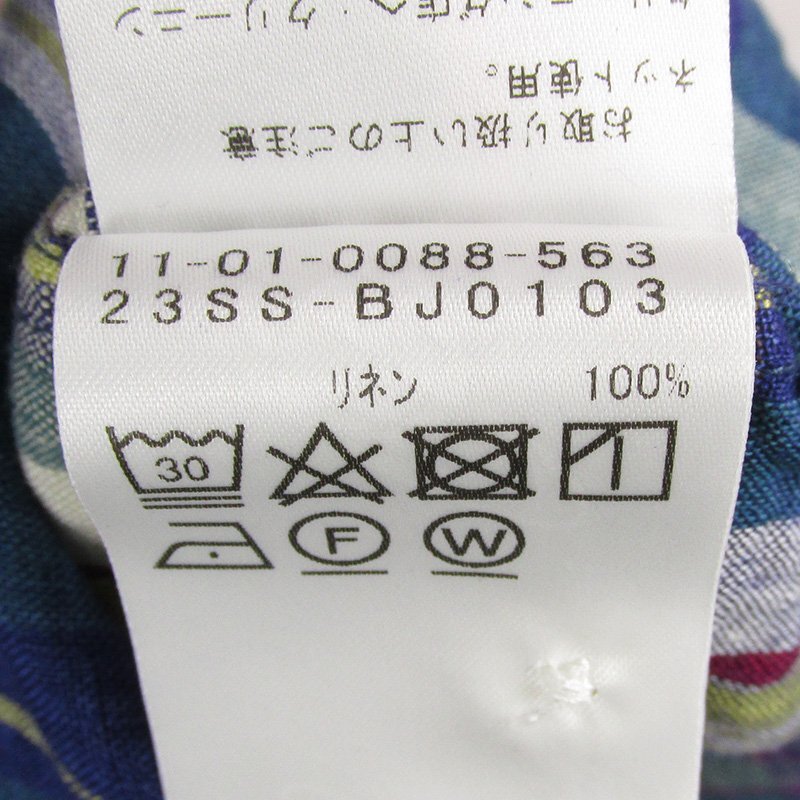 お取り扱い上のご注意
ネット使用。
11-01-0088-563
23SS-BJ0103
リネン 100%
30
F W